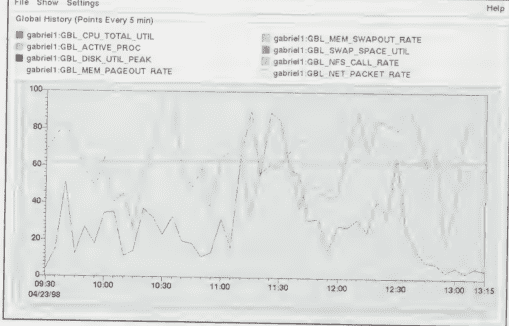 File Show Settings Help
Global History (Points Every 5 min)
gabriel1:GBL_CPU_TOTAL_UTIL
gabriel1:GBL_ACTIVE_PROC
gabriel1:GBL_DISK_UTIL_PEAK
gabriel1:GBL_MEM_PAGEOUT_RATE
gabriel1:GBL_MEM_SWAPOUT_RATE
gabriel1:GBL_SWAP_SPACE_UTIL
gabriel1:GBL_NFS_CALL_RATE
gabriel1:GBL_NET_PACKET_RATE
100
80
60
40
20
0
09:30 10:00 10:30 11:00 11:30 12:00 12:30 13:00 13:15
04/23/98